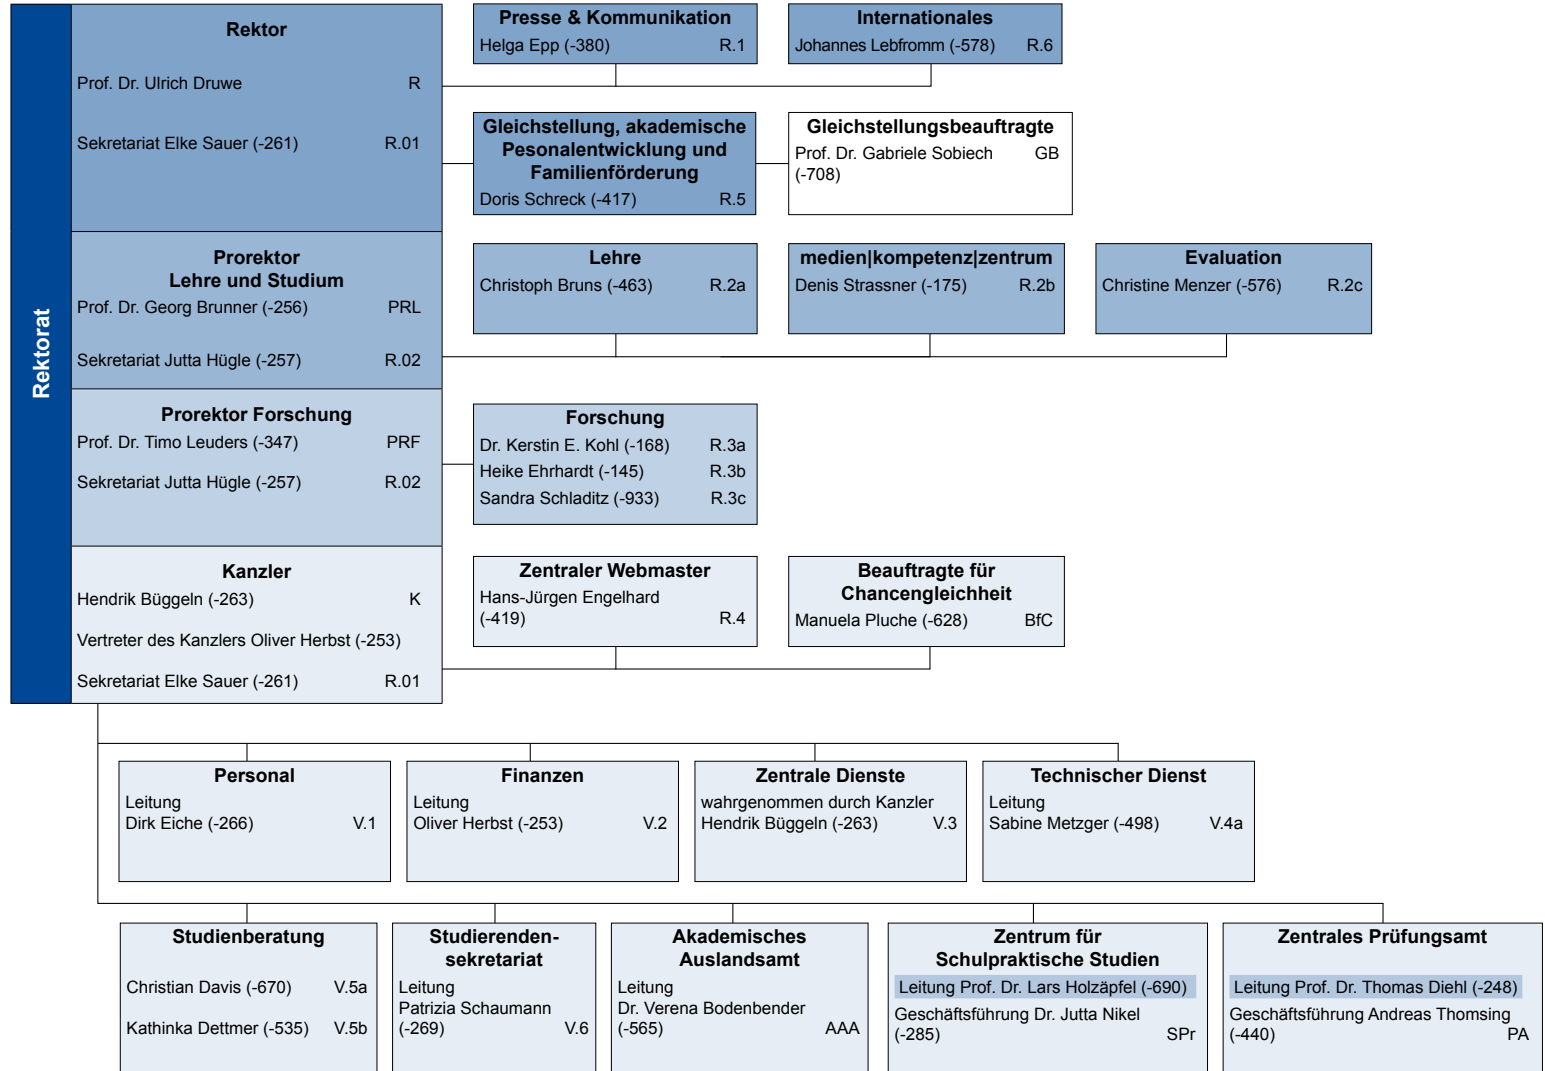 Rektorat
Rektor
Prof. Dr. Ulrich Druwe R
Sekretariat Elke Sauer (-261) R.01
Presse & Kommunikation
Helga Epp (-380) R.1
Internationales
Johannes Lebfromm (-578) R.6
Gleichstellung, akademische
Pesonalentwicklung und
Familienförderung
Doris Schreck (-417) R.5
Gleichstellungsbeauftragte
Prof. Dr. Gabriele Sobiech GB
(-708)
Prorektor
Lehre und Studium
Prof. Dr. Georg Brunner (-256) PRL
Sekretariat Jutta Hügle (-257) R.02
Lehre
Christoph Bruns (-463) R.2a
medien|kompetenz|zentrum
Denis Strassner (-175) R.2b
Evaluation
Christine Menzer (-576) R.2c
Prorektor Forschung
Prof. Dr. Timo Leuders (-347) PRF
Sekretariat Jutta Hügle (-257) R.02
Forschung
Dr. Kerstin E. Kohl (-168) R.3a
Heike Ehrhardt (-145) R.3b
Sandra Schladitz (-933) R.3c
Kanzler
Hendrik Büggeln (-263) K
Vertreter des Kanzlers Oliver Herbst (-253)
Sekretariat Elke Sauer (-261) R.01
Zentraler Webmaster
Hans-Jürgen Engelhard
(-419) R.4
Beauftragte für
Chancengleichheit
Manuela Pluche (-628) BfC
Personal
Leitung
Dirk Eiche (-266) V.1
Finanzen
Leitung
Oliver Herbst (-253) V.2
Zentrale Dienste
wahrgenommen durch Kanzler
Hendrik Büggeln (-263) V.3
Technischer Dienst
Leitung
Sabine Metzger (-498) V.4a
Studienberatung
Christian Davis (-670) V.5a
Kathinka Dettmer (-535) V.5b
Studierenden-
sekretariat
Leitung
Patrizia Schaumann
(-269) V.6
Akademisches
Auslandsamt
Leitung
Dr. Verena Bodenbender
(-565) AAA
Zentrum für
Schulpraktische Studien
Leitung Prof. Dr. Lars Holzäpfel (-690)
Geschäftsführung Dr. Jutta Nikel
(-285) SPr
Zentrales Prüfungsamt
Leitung Prof. Dr. Thomas Diehl (-248)
Geschäftsführung Andreas Thomsing
(-440) PA